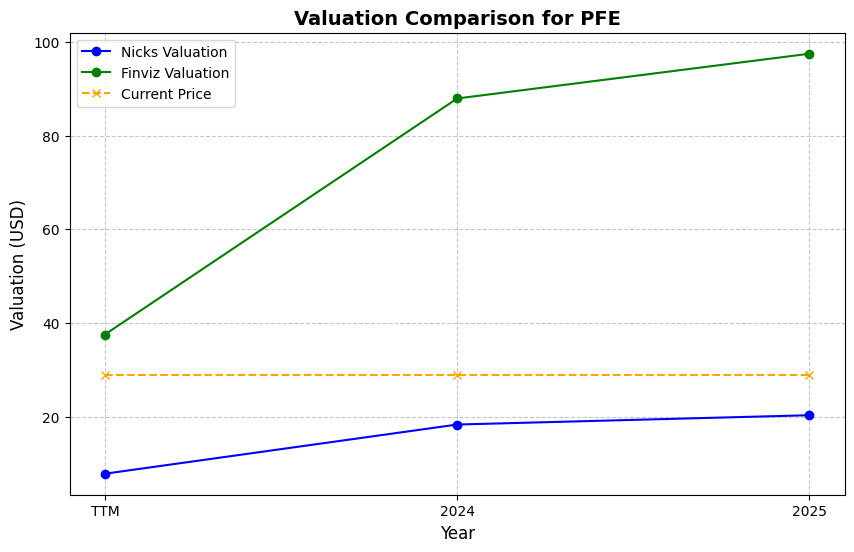 Valuation Comparison for PFE
Nicks Valuation
Finviz Valuation
Current Price
Valuation (USD)
100
80
60
40
20
TTM
2024
2025
Year